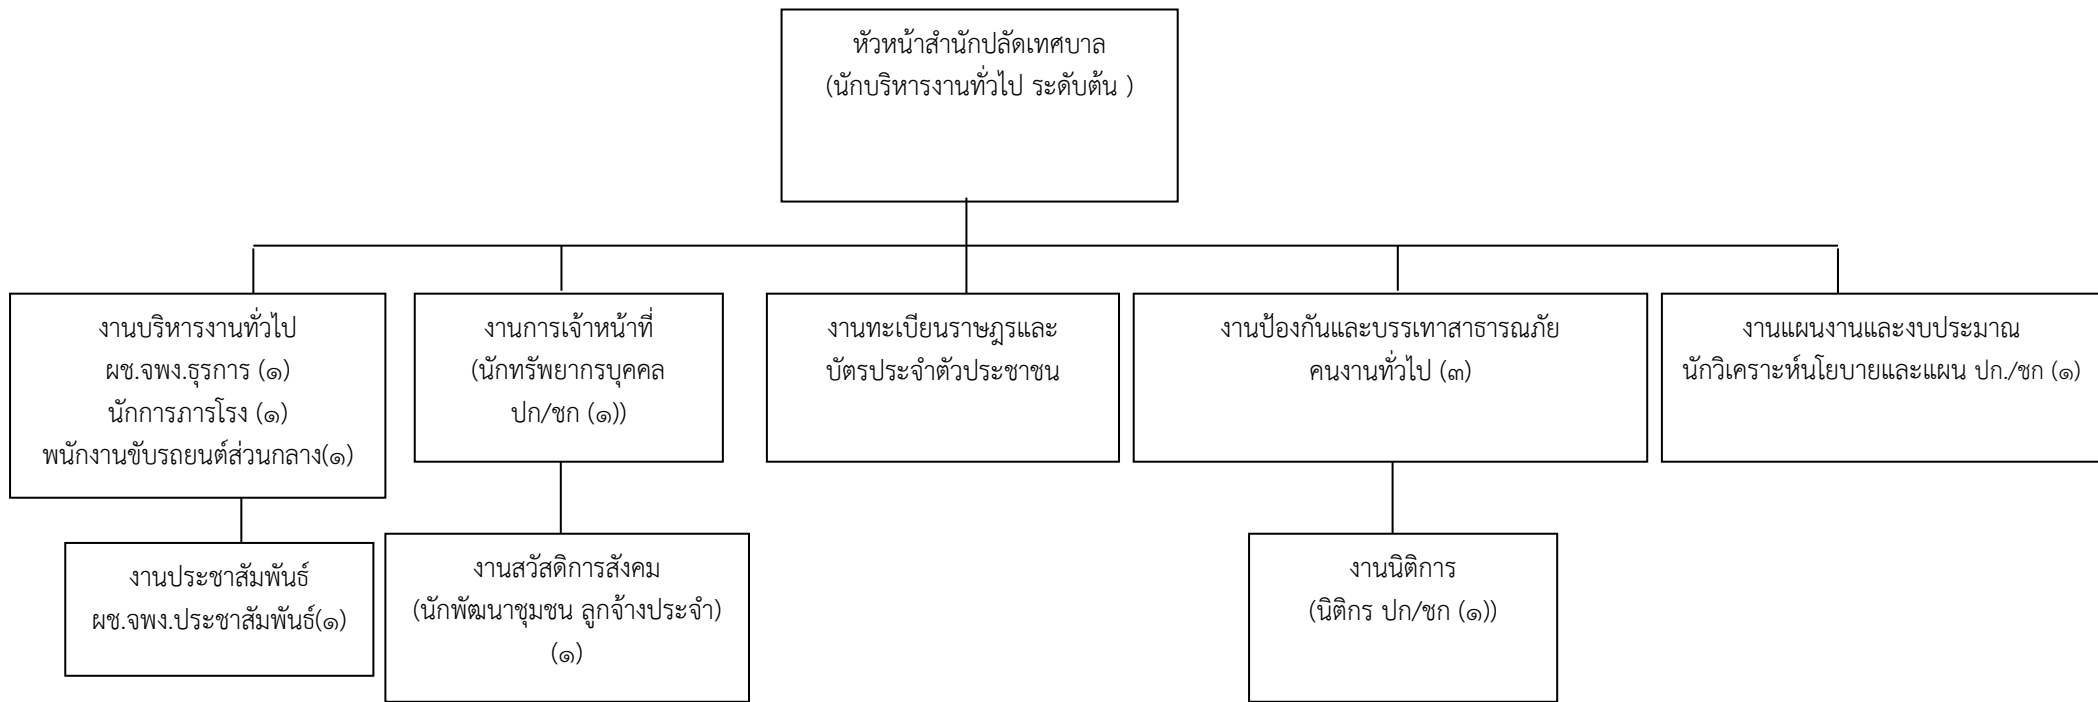 หัวหน้าสำนักปลัดเทศบาล
(นักบริหารงานทั่วไป ระดับต้น )
งานบริหารงานทั่วไป
ผช.จพง.ธุรการ (๑)
นักการภารโรง (๑)
พนักงานขับรถยนต์ส่วนกลาง(๑)
งานการเจ้าหน้าที่
(นักทรัพยากรบุคคล
ปก/ชก (๑))
งานทะเบียนราษฎรและ
บัตรประจำตัวประชาชน
งานป้องกันและบรรเทาสาธารณภัย
คนงานทั่วไป (๓)
งานแผนงานและงบประมาณ
นักวิเคราะห์นโยบายและแผน ปก./ชก (๑)
งานประชาสัมพันธ์
ผช.จพง.ประชาสัมพันธ์(๑)
งานสวัสดิการสังคม
(นักพัฒนาชุมชน ลูกจ้างประจำ)
(๑)
งานนิติการ
(นิติกร ปก/ชก (๑))